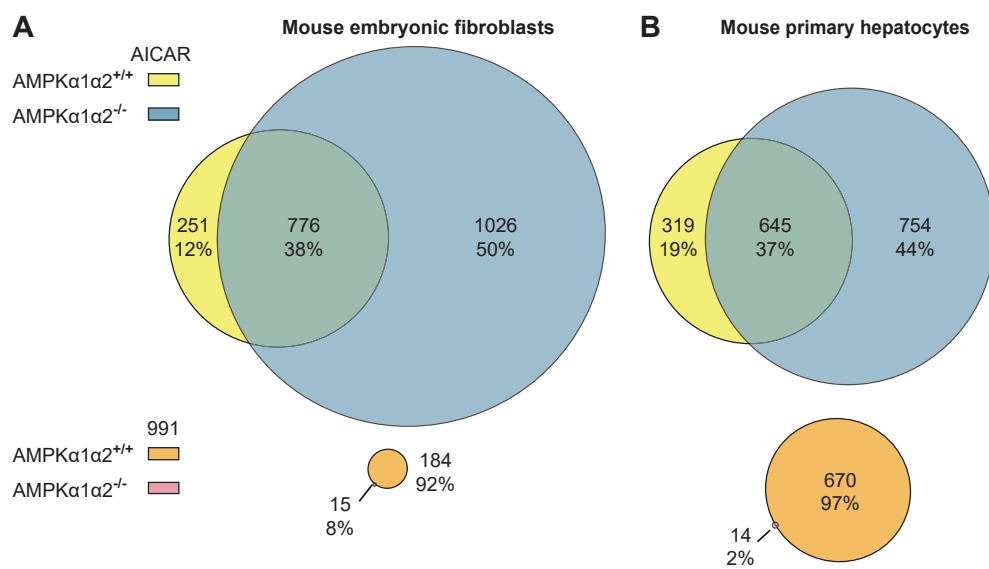 A
Mouse embryonic fibroblasts
AICAR
AMPKα1α2+/+
AMPKα1α2-/-
251
12%
776
38%
1026
50%
991
AMPKα1α2+/+
AMPKα1α2-/-
184
92%
15
8%
B
Mouse primary hepatocytes
319
19%
645
37%
754
44%
670
97%
14
2%